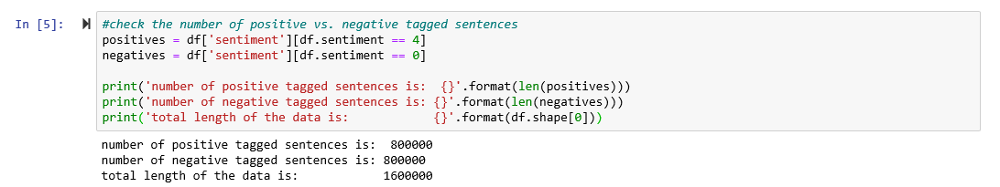 In [5]: #check the number of positive vs. negative tagged sentences
positives = df['sentiment'][df.sentiment == 4]
negatives = df['sentiment'][df.sentiment == 0]

print('number of positive tagged sentences is:  {}'.format(len(positives)))
print('number of negative tagged sentences is: {}'.format(len(negatives)))
print('total length of the data is:            {}'.format(df.shape[0]))
number of positive tagged sentences is:  800000
number of negative tagged sentences is: 800000
total length of the data is:            1600000